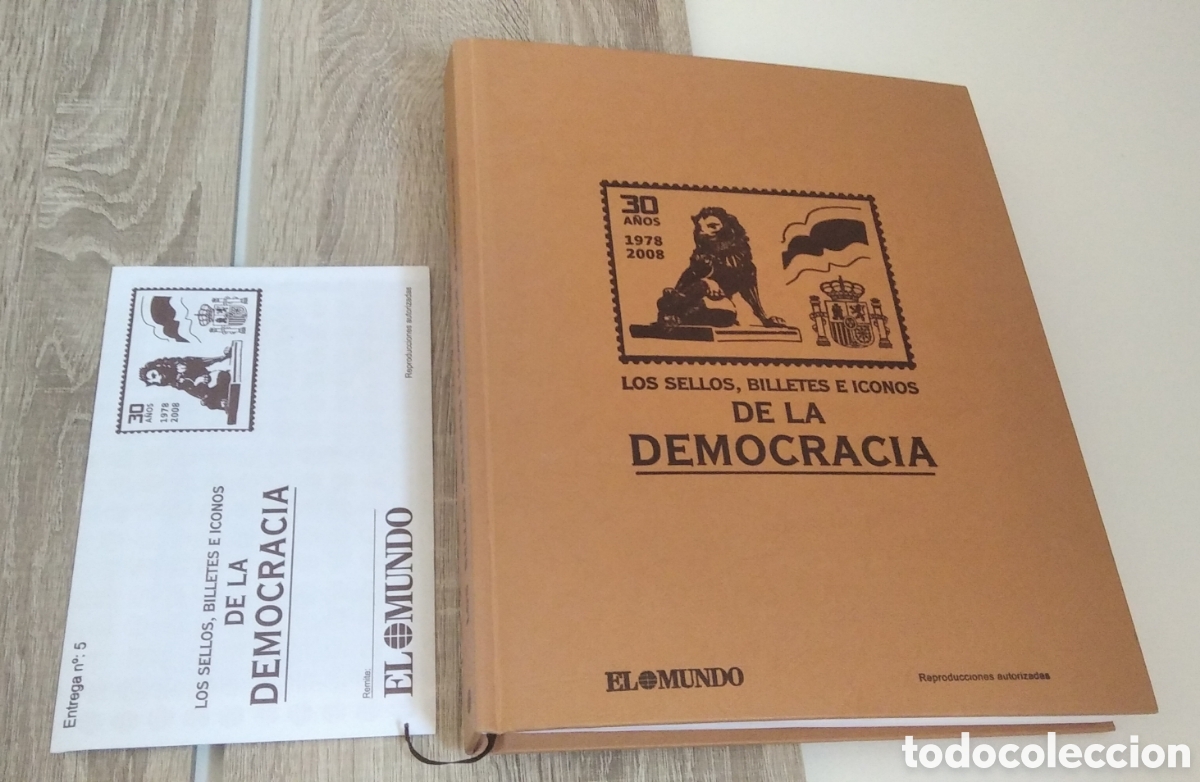 30
AÑOS
1978
2008
LOS SELLOS, BILLETES E ICONOS
DE LA
DEMOCRACIA
EL MUNDO
Reproducciones autorizadas
Entrega nº: 5
30
AÑOS
1978
2008
LOS SELLOS, BILLETES E ICONOS
DE LA
DEMOCRACIA
Remite:
EL MUNDO
Reproducciones autorizadas
todocoleccion